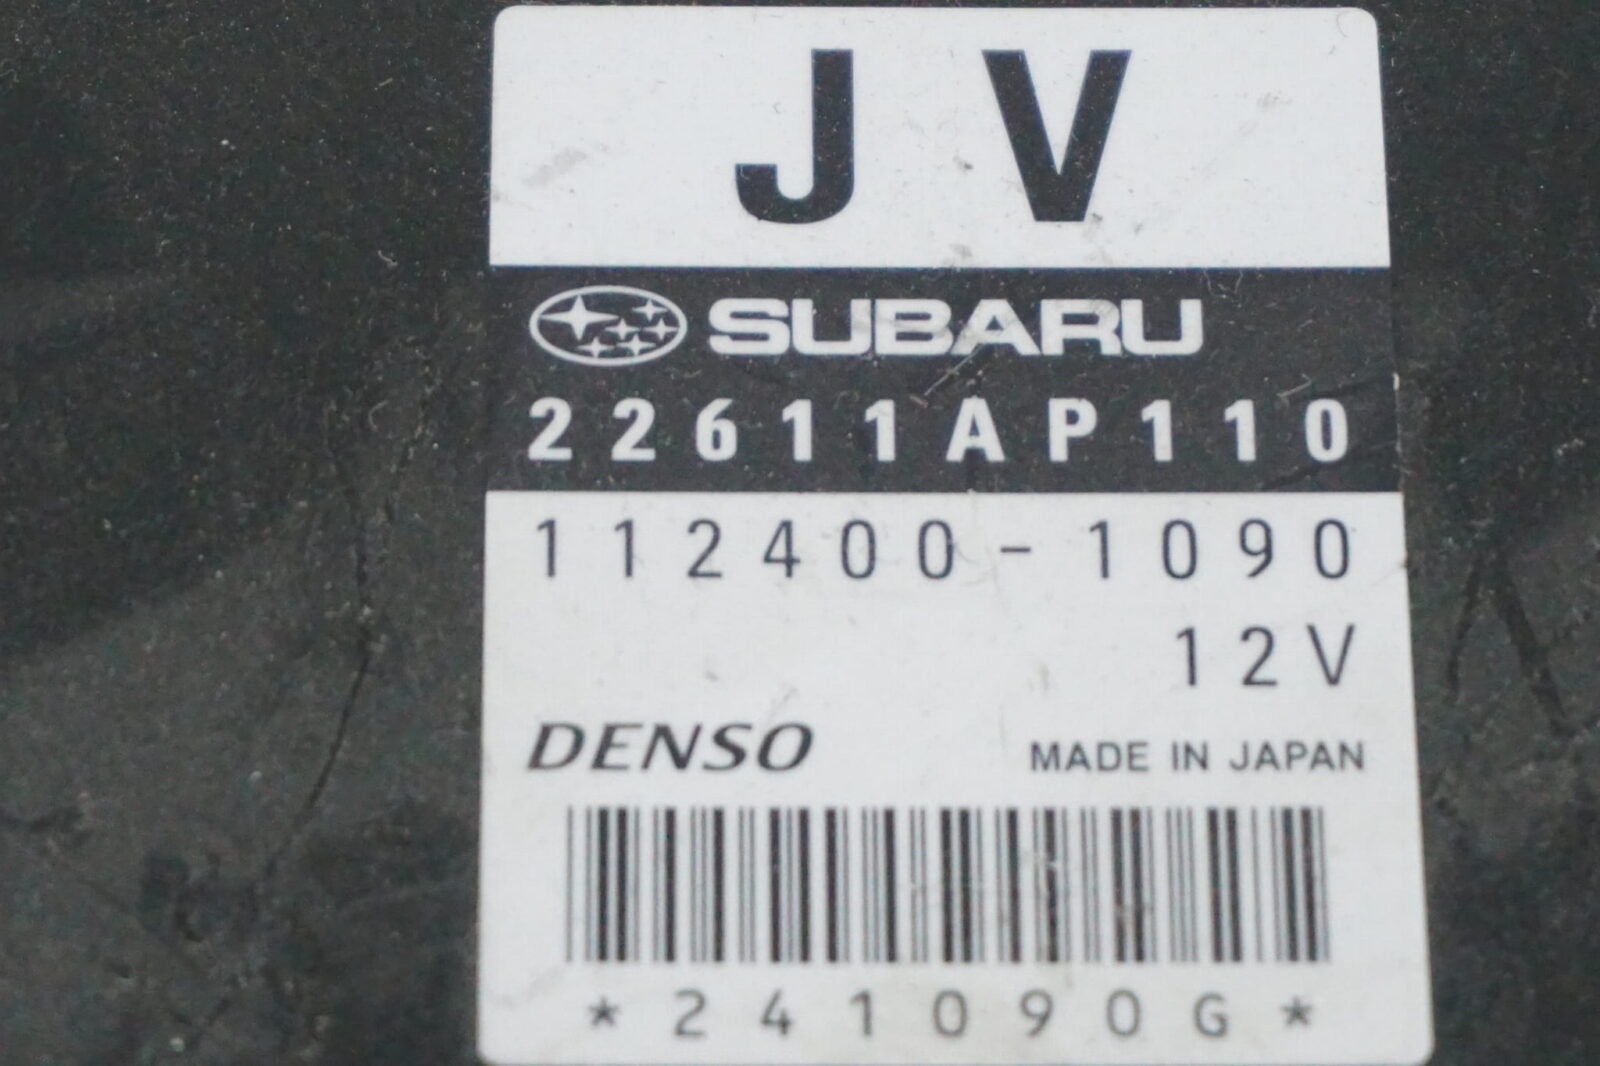 JV
SUBARU
22611AP110
112400-1090
12V
DENSO MADE IN JAPAN
*241090G*